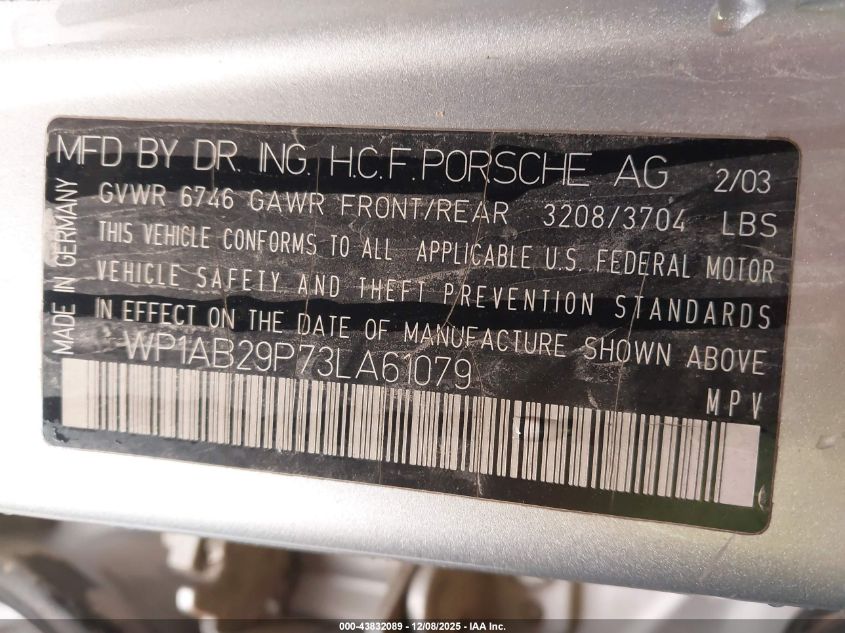 MFD BY DR. ING. H.C.F. PORSCHE AG 2/03
GVWR 6746 GAWR FRONT/REAR 3208/3704 LBS
THIS VEHICLE CONFORMS TO ALL APPLICABLE U.S. FEDERAL MOTOR
VEHICLE SAFETY AND THEFT PREVENTION STANDARDS
IN EFFECT ON THE DATE OF MANUFACTURE SHOWN ABOVE
WP1AB29P73LA61079
MPV
MADE IN GERMANY
000-43832089 - 12/08/2025 - IAA Inc.